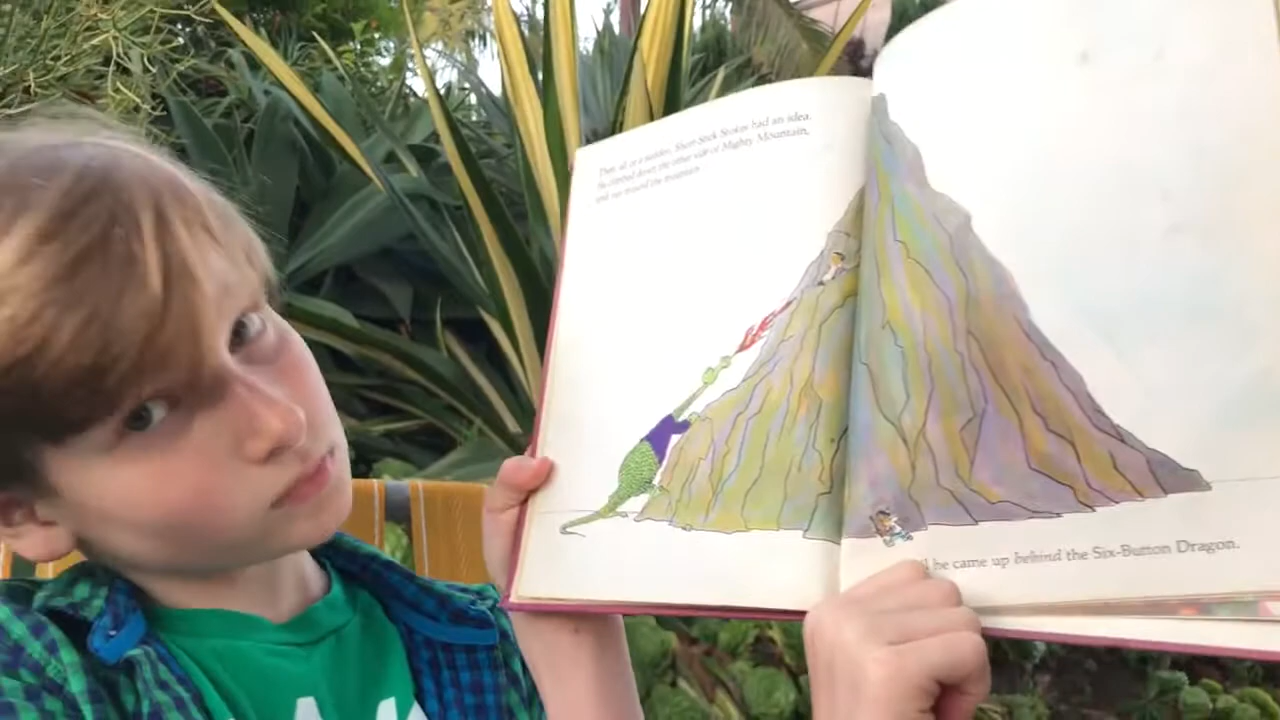 Then, all of a sudden, Short-Stick Stokes had an idea.
He climbed down the other side of Mighty Mountain,
and ran around the mountain
he came up behind the Six-Button Dragon.